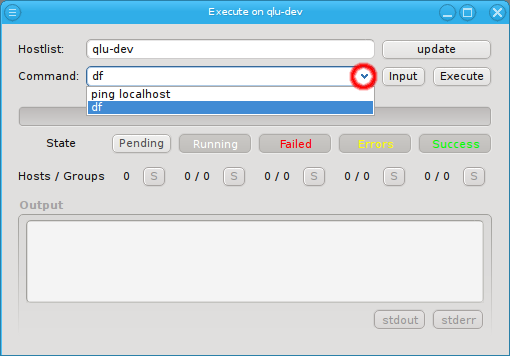 Execute on qlu-dev
Hostlist: qlu-dev update
Command: df Input Execute
ping localhost
df
State Pending Running Failed Errors Success
Hosts / Groups 0 S 0 / 0 S 0 / 0 S 0 / 0 S 0 / 0 S
Output
stdout stderr